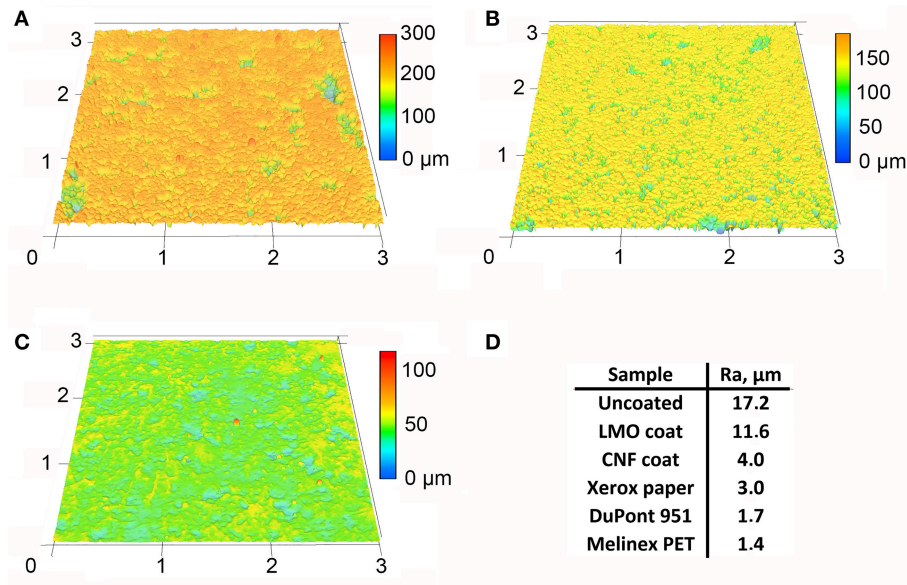 A
3
2
1
0
1
2
3
300
200
100
0 µm
B
3
2
1
0
1
2
3
150
100
50
0 µm
C
3
2
1
0
1
2
3
100
50
0 µm
D
Sample Ra, µm
Uncoated 17.2
LMO coat 11.6
CNF coat 4.0
Xerox paper 3.0
DuPont 951 1.7
Melinex PET 1.4